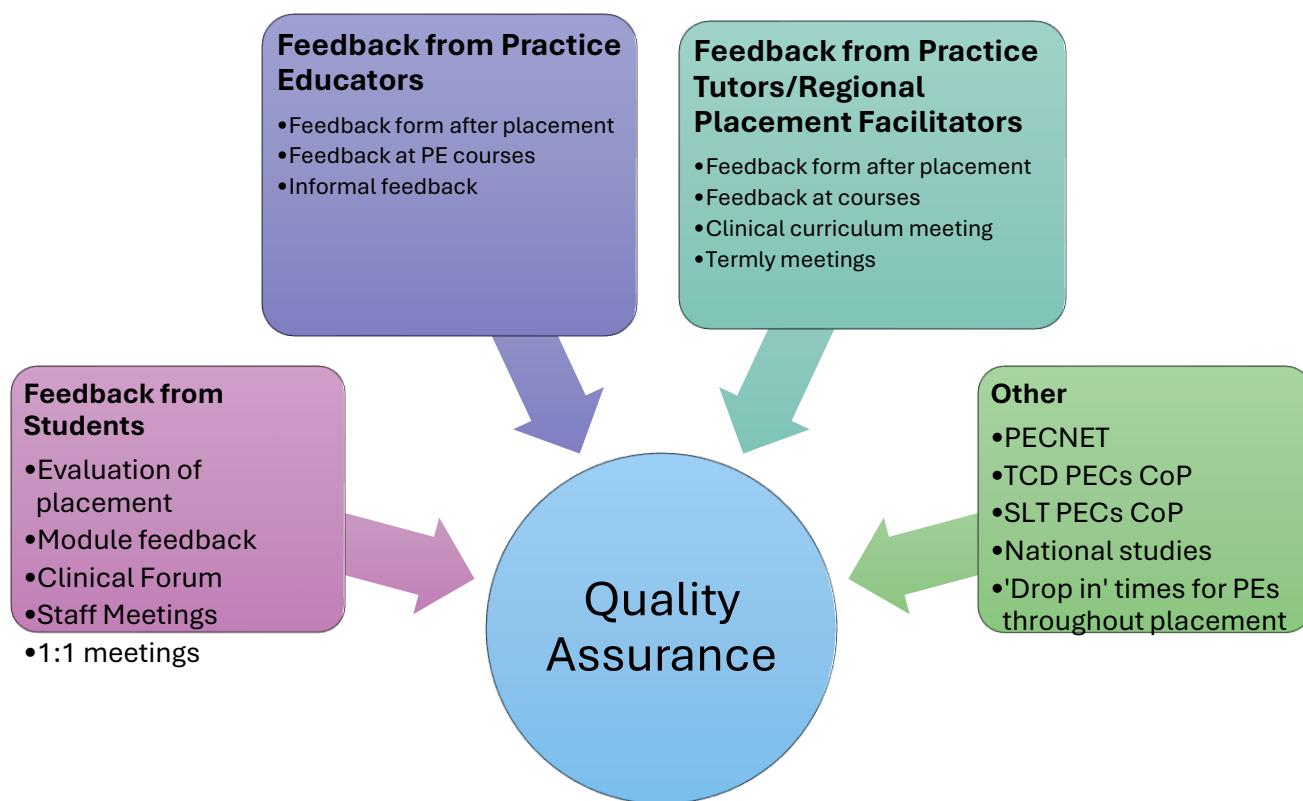 Feedback from Practice
Educators
•Feedback form after placement
•Feedback at PE courses
•Informal feedback
Feedback from Practice
Tutors/Regional
Placement Facilitators
•Feedback form after placement
•Feedback at courses
•Clinical curriculum meeting
•Termly meetings
Feedback from
Students
•Evaluation of
placement
•Module feedback
•Clinical Forum
•Staff Meetings
•1:1 meetings
Other
•PECNET
•TCD PECs CoP
•SLT PECs CoP
•National studies
•'Drop in' times for PEs
throughout placement
Quality
Assurance